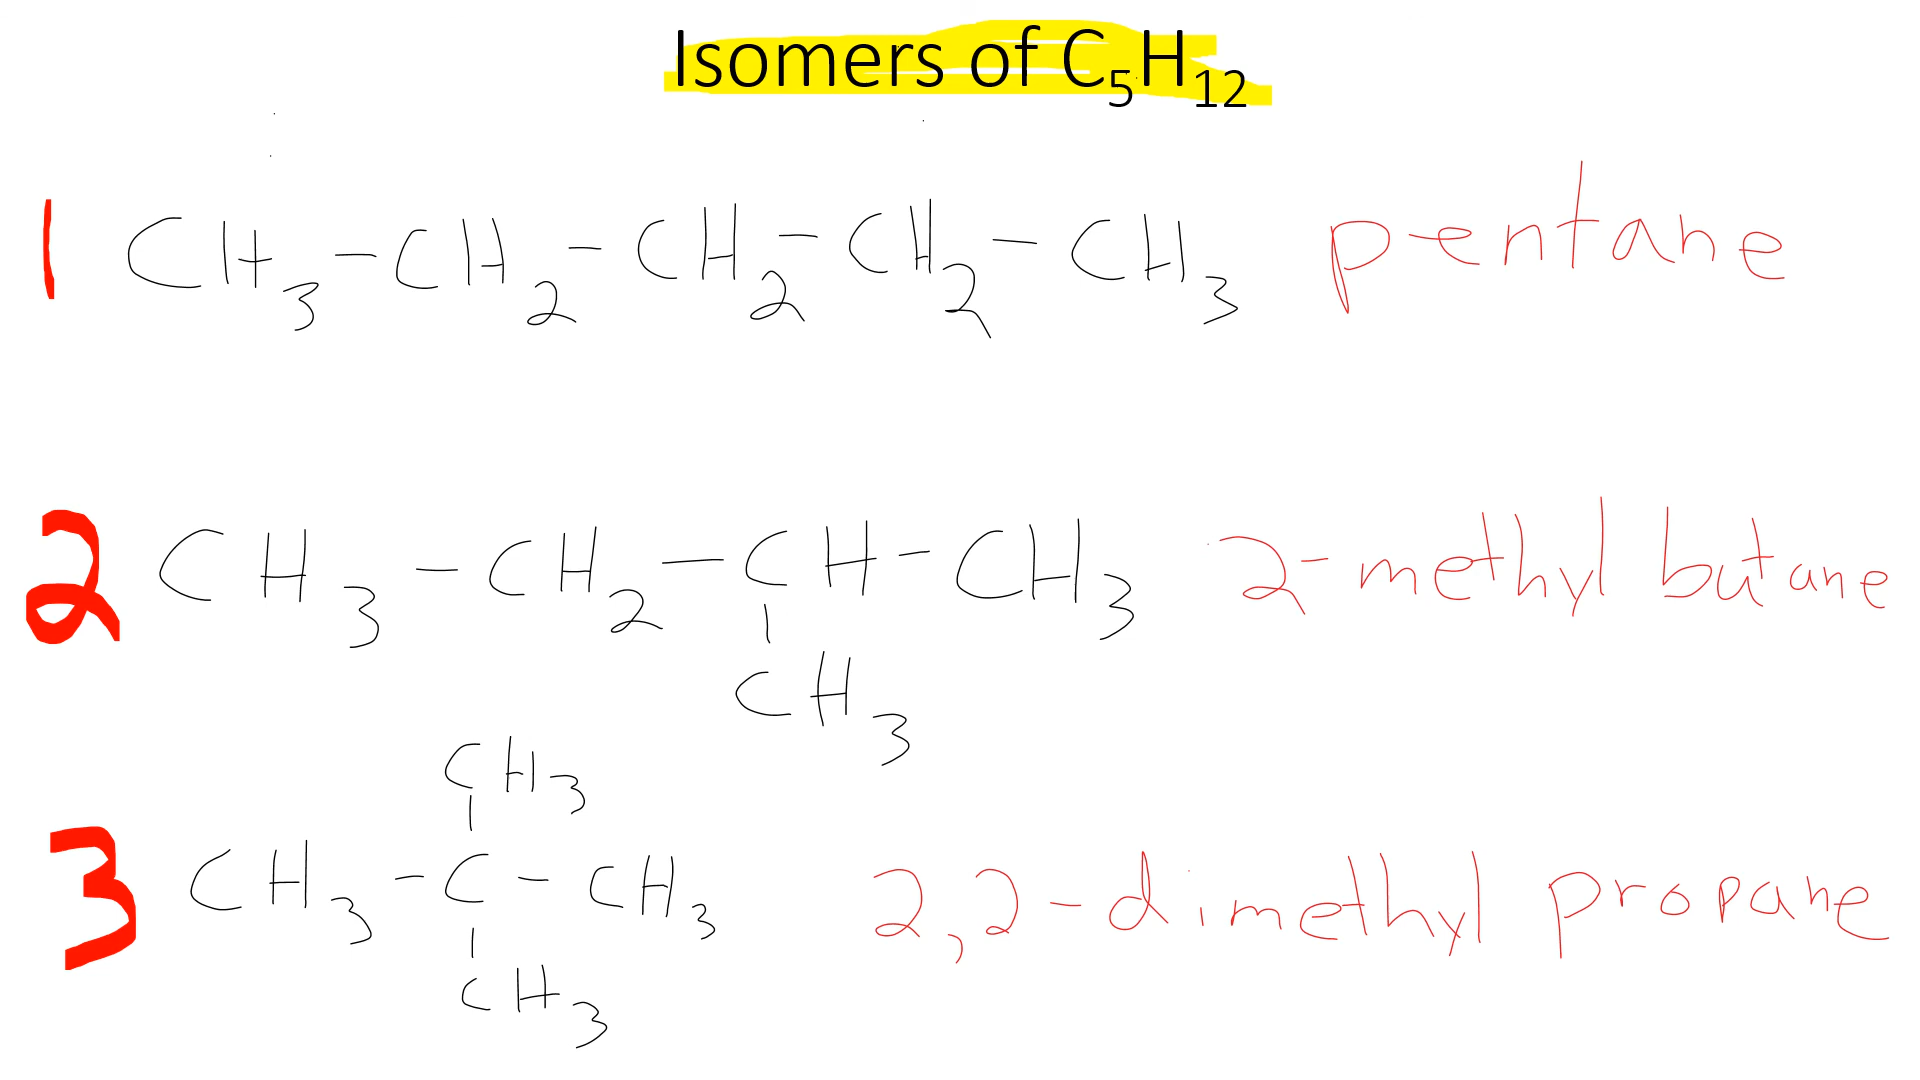 Isomers of C₅H₁₂
1 CH₃-CH₂-CH₂-CH₂-CH₃ pentane
2 CH₃-CH₂-CH-CH₃ 2-methyl butane
CH₃
CH₃
3 CH₃-C-CH₃ 2,2-dimethyl propane
CH₃